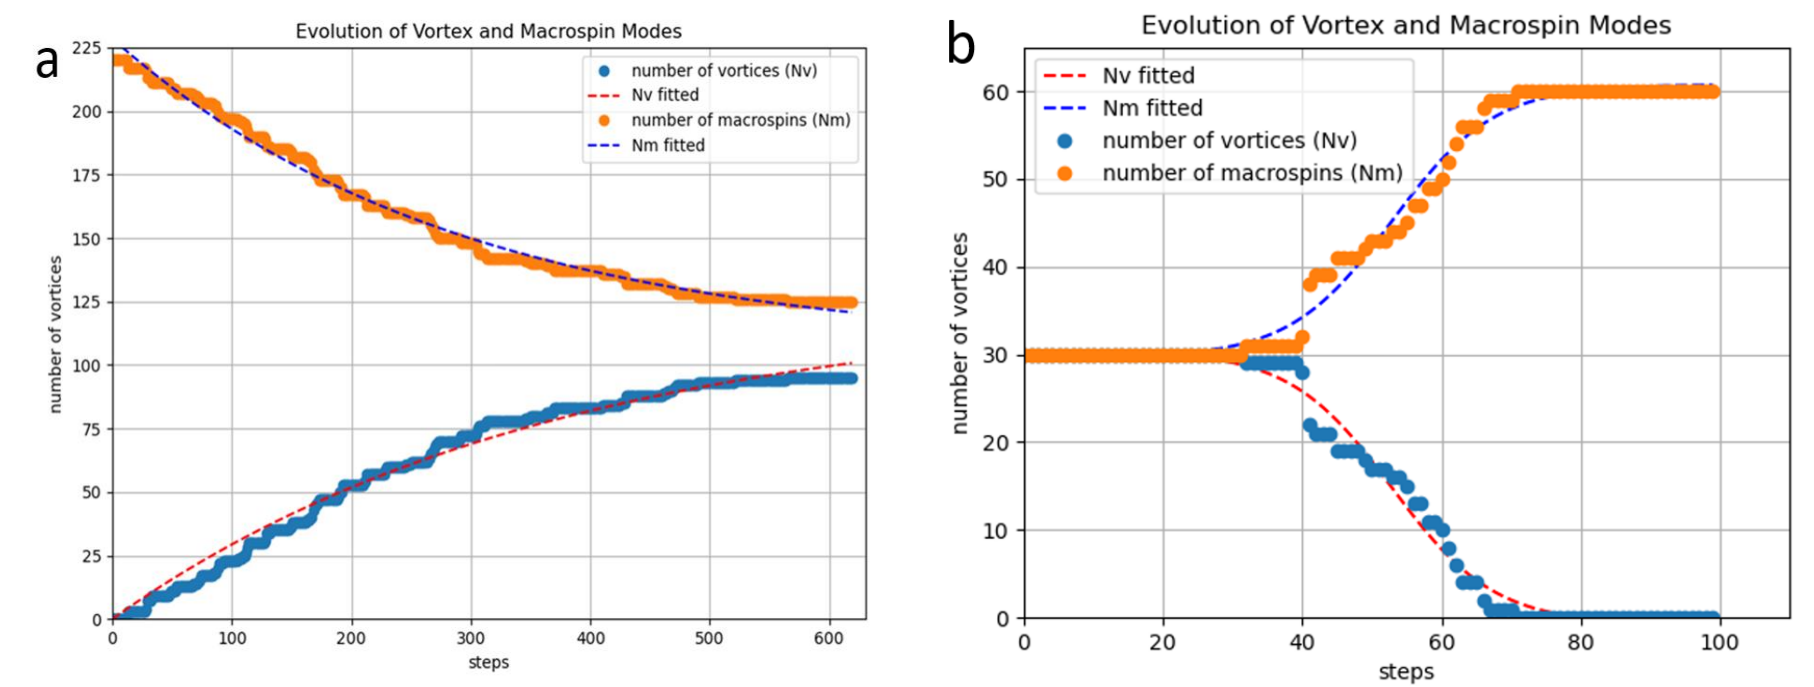 a
Evolution of Vortex and Macrospin Modes
number of vortices (Nv)
Nv fitted
number of macrospins (Nm)
Nm fitted
number of vortices
225
200
175
150
125
100
75
50
25
0
0 100 200 300 400 500 600
steps
b
Evolution of Vortex and Macrospin Modes
Nv fitted
Nm fitted
number of vortices (Nv)
number of macrospins (Nm)
number of vortices
60
50
40
30
20
10
0
0 20 40 60 80 100
steps